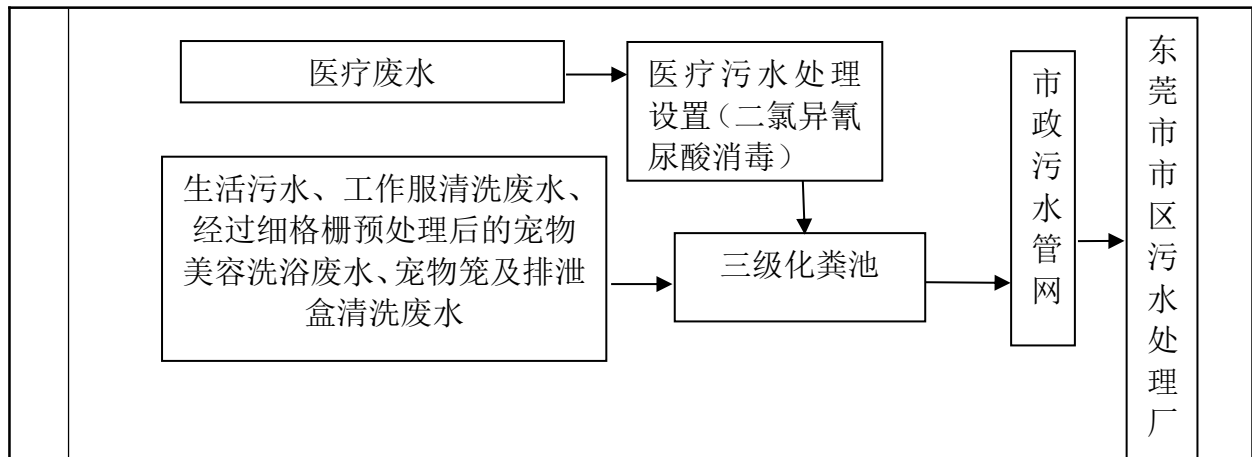 医疗废水
医疗污水处理
设置（二氯异氰
尿酸消毒）
生活污水、工作服清洗废水、
经过细格栅预处理后的宠物
美容洗浴废水、宠物笼及排泄
盒清洗废水
三级化粪池
市政污水管网
东莞市市区污水处理厂